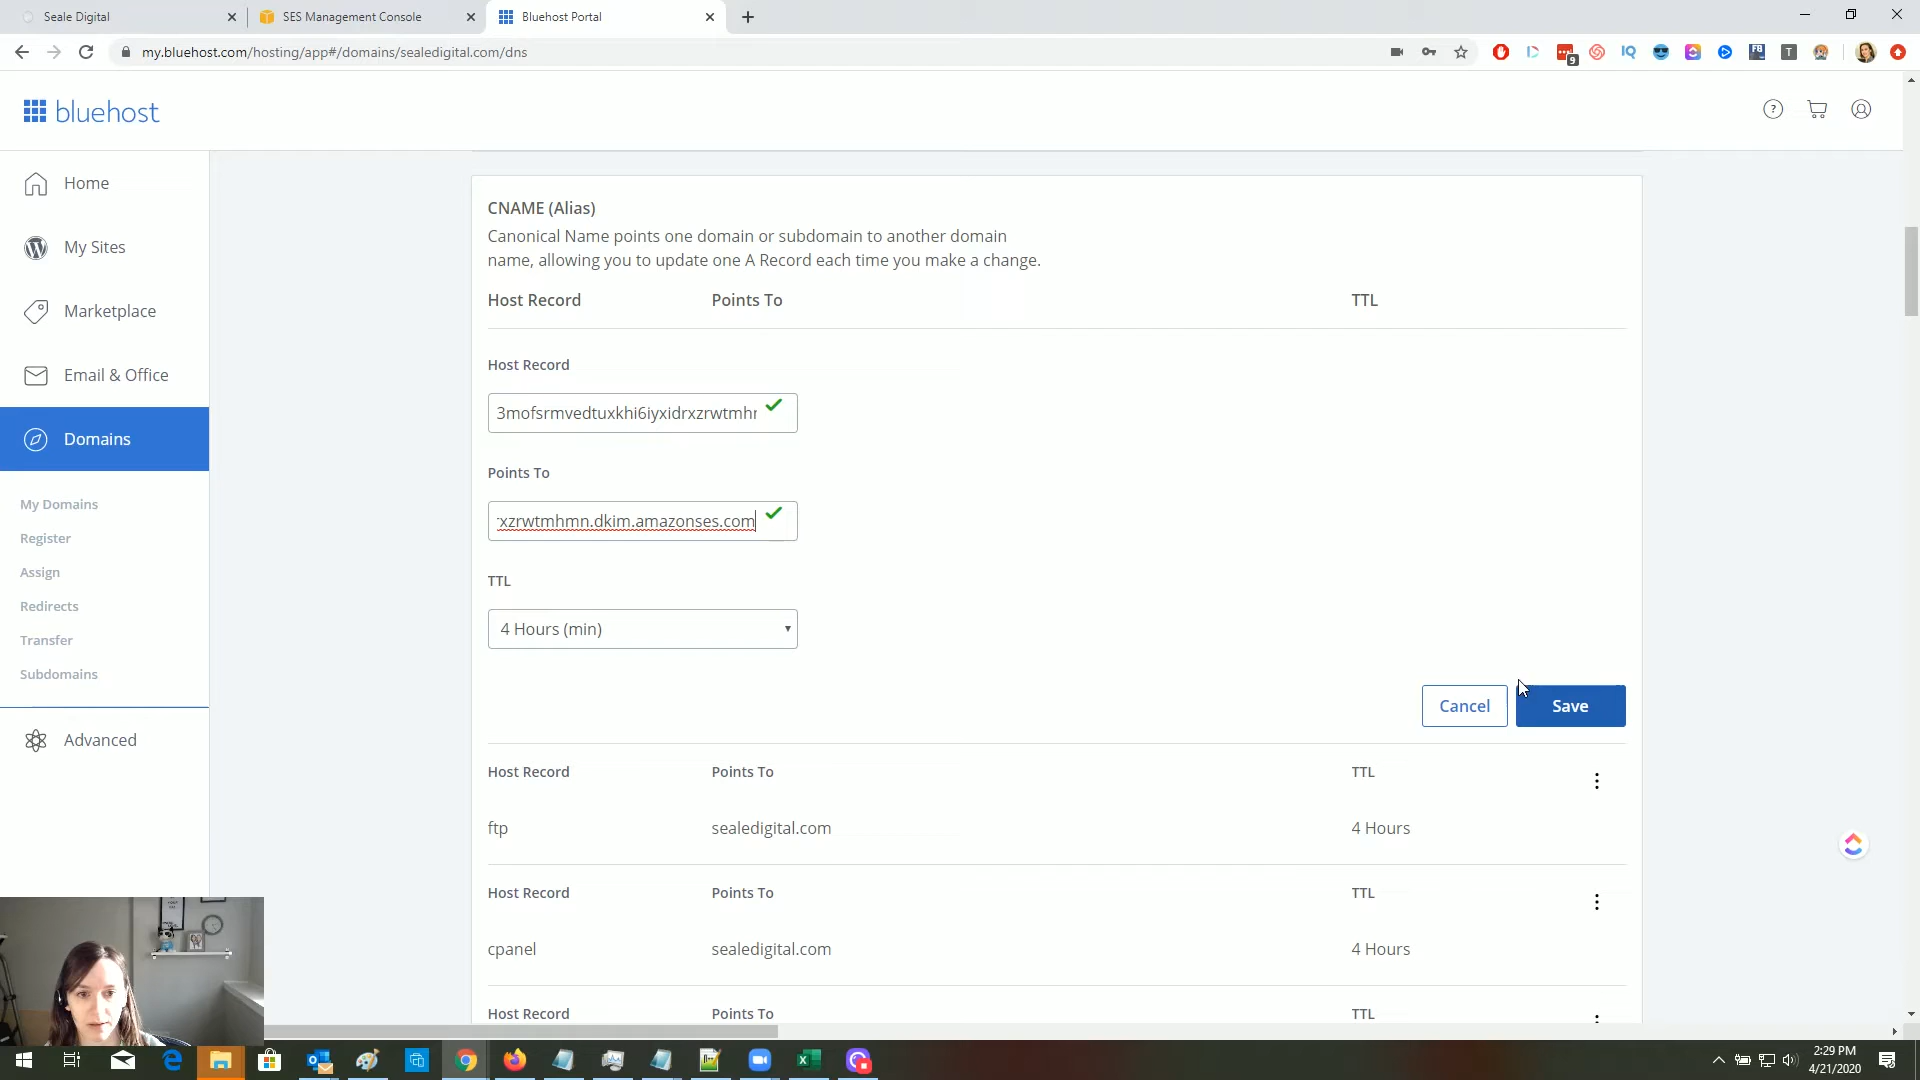 Seale Digital
SES Management Console
Bluehost Portal
my.bluehost.com/hosting/app#/domains/sealedigital.com/dns
IQ
FB
T
9
bluehost
?
Home
My Sites
Marketplace
Email & Office
Domains
My Domains
Register
Assign
Redirects
Transfer
Subdomains
Advanced
CNAME (Alias)
Canonical Name points one domain or subdomain to another domain
name, allowing you to update one A Record each time you make a change.
Host Record Points To TTL
Host Record
3mofsrmvedtuxkhi6iyxidrxzrwtmhr
Points To
xzrwtmhmn.dkim.amazonses.com
TTL
4 Hours (min)
Cancel Save
Host Record Points To TTL
ftp sealedigital.com 4 Hours
Host Record Points To TTL
cpanel sealedigital.com 4 Hours
Host Record Points To TTL
2:29 PM
4/21/2020